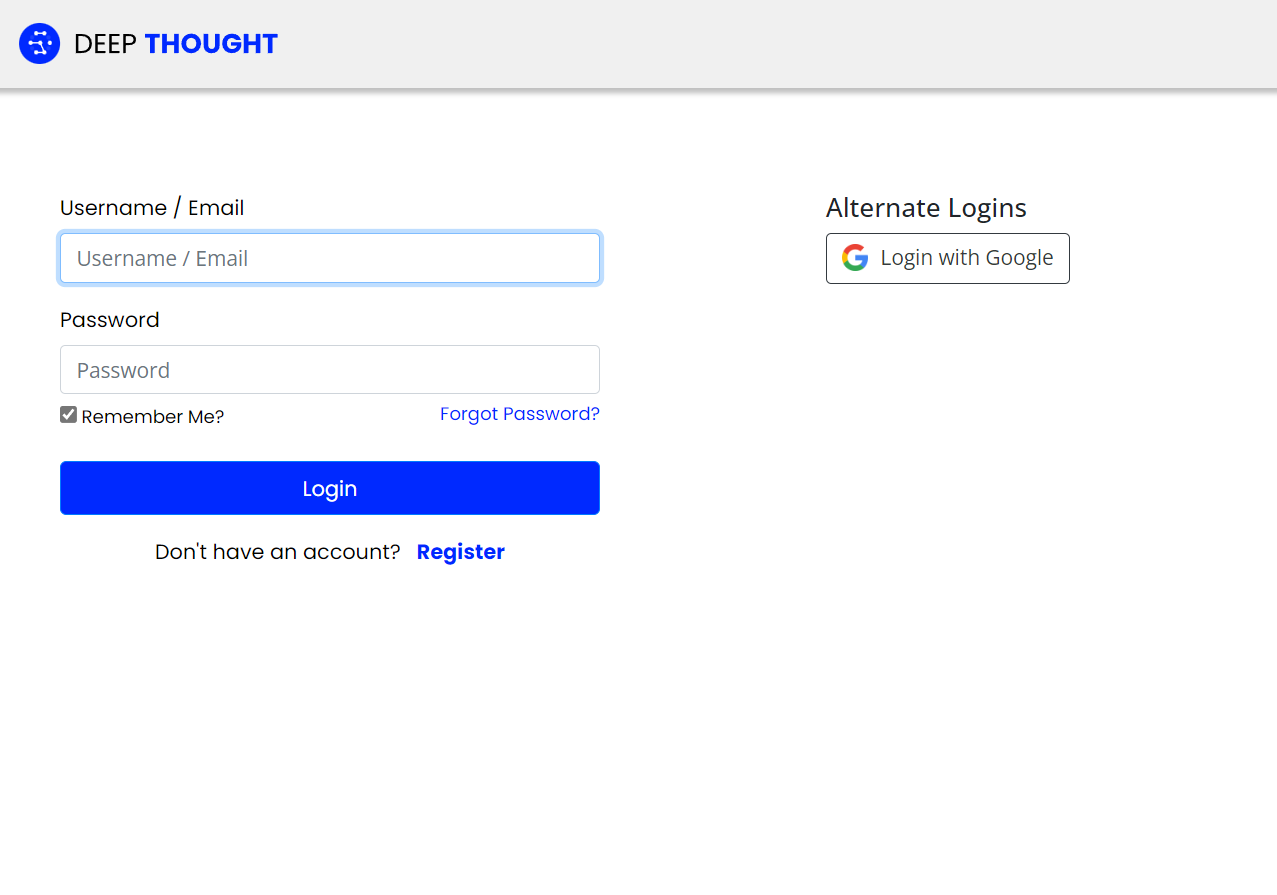 DEEP THOUGHT
Username / Email
Username / Email
Password
Password
Remember Me?
Forgot Password?
Login
Don't have an account? Register
Alternate Logins
Login with Google